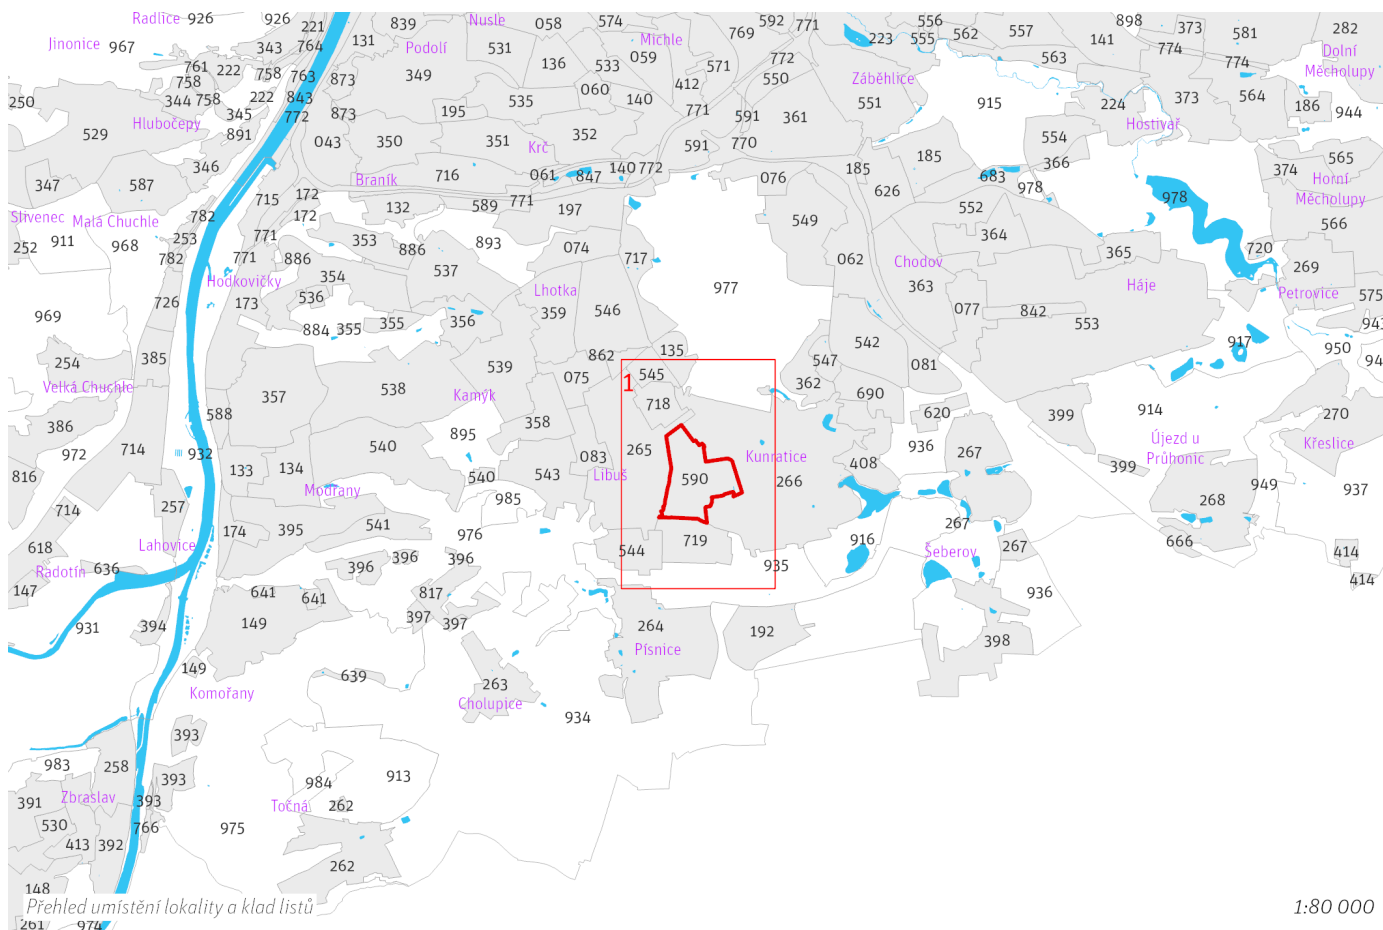 Radlice 926 926 221 839 Nusle 058 574 592 771 556 898 373 282
Jinonice 967 343 764 131 Podolí 531 Michle 769 223 555 562 557 141 774 581 Dolní
761 222 758 763 873 349 136 533 059 571 772 563 774 Měcholupy
758 412 550 Záběhlice
250 344 758 222 843 535 060 140 551 915 224 373 564 186 944
345 772 873 195 771 591 361
529 Hlubočepy 891 043 350 351 352 591 770 554 Hostivař
Krč 185 366 374 565
346 716 061 847 140 772 185 683 Horní
347 587 Braník 076 626 978 978 Měcholupy
715 172 132 589 771 197 549 552 566
Slivenec Malá Chuchle 782 172
252 911 968 253 771 353 886 893 074 364 365 720
782 771 886 717 062 Chodov 269
Hodkovičky 354 537 Lhotka 977 363 Háje Petrovice
726 173 536 359 546 077 842 575
969 884 355 355 356 553 943
385 862 135 542 917 950
254 539 545 547 081 94
Velká Chuchle 538 075 1 362 690
588 357 Kamýk 718 620 399 914 270
386 358
972 714 540 895 265 Kunratice 936 267 Újezd u Křeslice
932 083 408 Průhonic
816 133 134 540 543 Libuš 590 266 399 949 937
Modřany 985 268
714 257 174 395 541 976 267
618 Lahovice 544 719 916 Šeberov 267 666 414
Radotín 636 396 396 396 935 414
147 641 641 817 936
931 394 149 397 397 264 192 398
149 639 Písnice
Komořany 263
Cholupice 934
393
983 258 393 984 913
391 Zbraslav 393 Točná 262
530 766 975
413 392
262
148
Přehled umístění lokality a klad listů 1:80 000
261 974